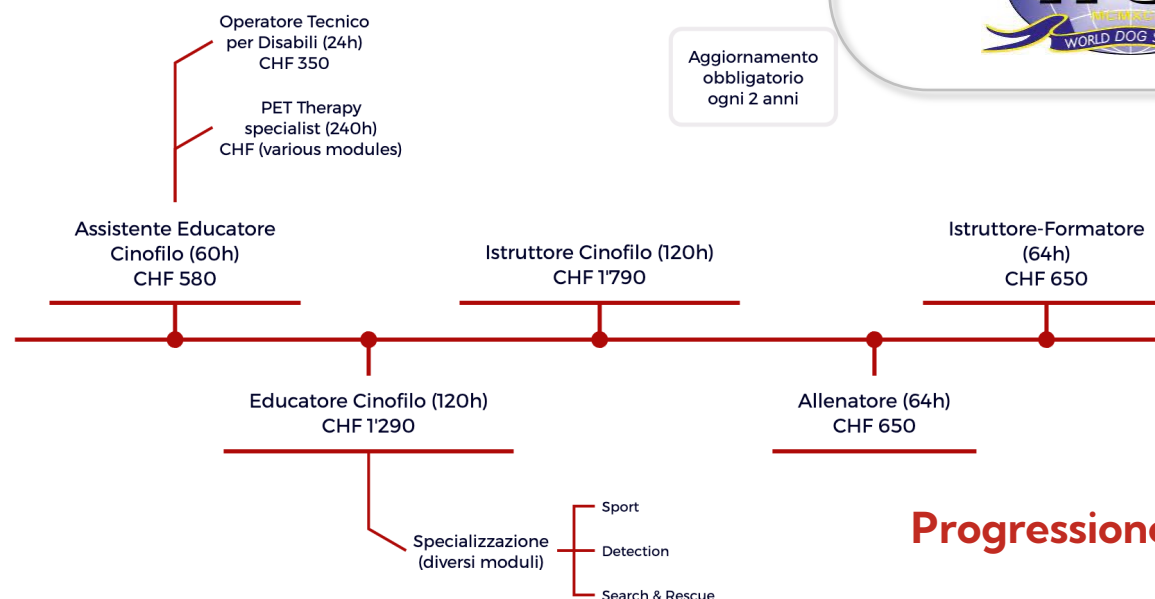 Operatore Tecnico
per Disabili (24h)
CHF 350
PET Therapy
specialist (240h)
CHF (various modules)
Aggiornamento
obbligatorio
ogni 2 anni
WORLD DOG
Assistente Educatore
Cinofilo (60h)
CHF 580
Istruttore Cinofilo (120h)
CHF 1'790
Istruttore-Formatore
(64h)
CHF 650
Educatore Cinofilo (120h)
CHF 1'290
Allenatore (64h)
CHF 650
Specializzazione
(diversi moduli)
Sport
Detection
Search & Rescue
Progressione